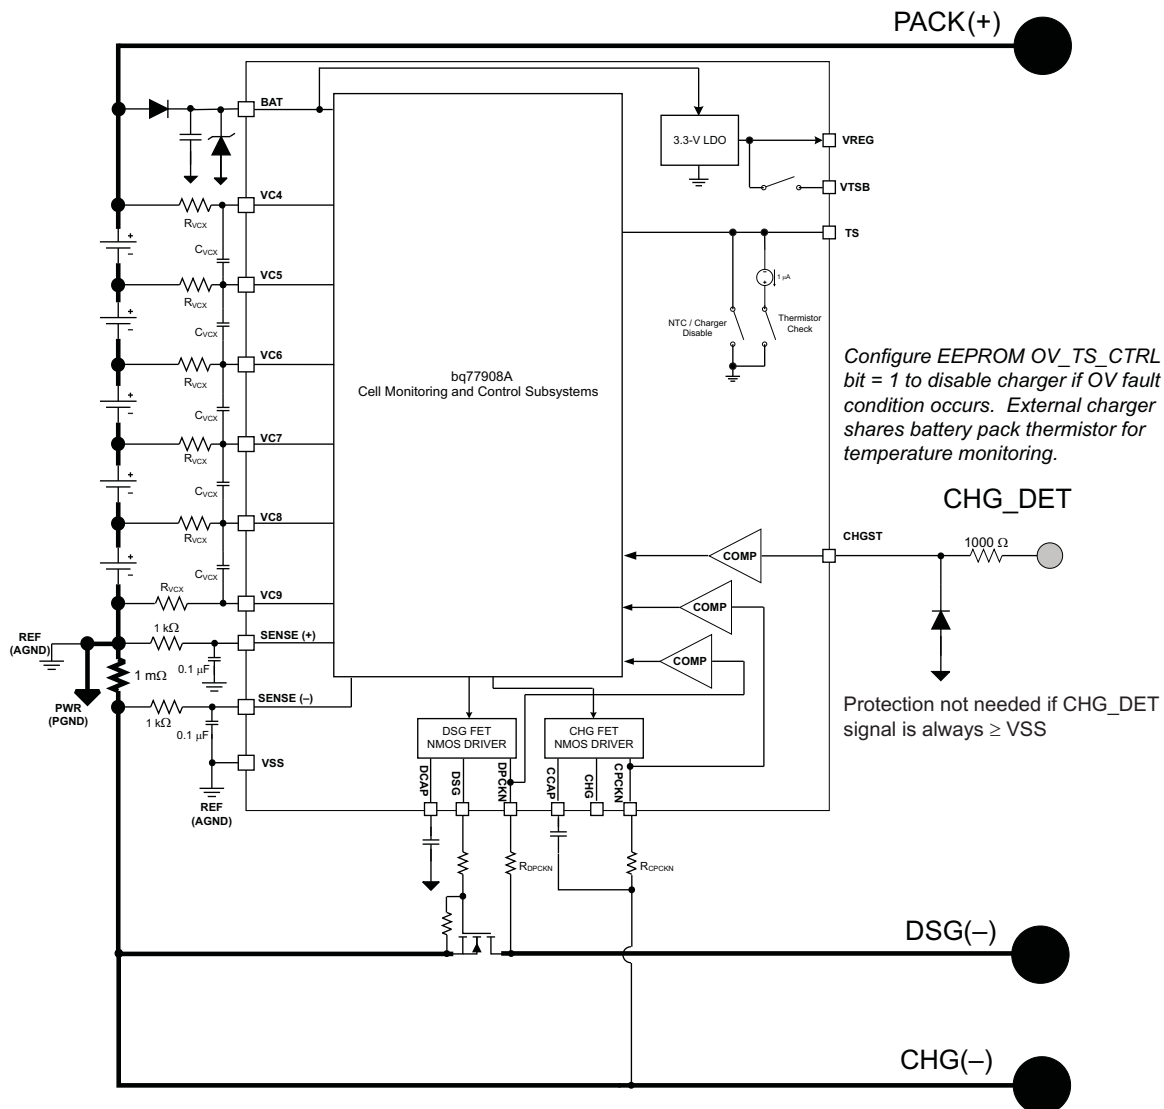 PACK(+)
BAT
3.3-V LDO
VREG
VTSB
VC4
RVCX
CVCX
TS
1 µA
VC5
RVCX
CVCX
NTC / Charger
Disable
Thermistor
Check
VC6
RVCX
CVCX
bq77908A
Cell Monitoring and Control Subsystems
Configure EEPROM OV_TS_CTRL
bit = 1 to disable charger if OV fault
condition occurs. External charger
shares battery pack thermistor for
temperature monitoring.
VC7
RVCX
CVCX
CHG_DET
VC8
RVCX
CVCX
CHGST
1000 Ω
COMP
RVCX
VC9
COMP
REF
(AGND)
1 kΩ
SENSE (+)
0.1 µF
COMP
1 mΩ
PWR
(PGND)
SENSE (–)
1 kΩ
0.1 µF
Protection not needed if CHG_DET
signal is always ≥ VSS
DSG FET
NMOS DRIVER
CHG FET
NMOS DRIVER
VSS
REF
(AGND)
DCAP
DSG
DPCKN
CCAP
CHG
CPCKN
RDPCKN
RCPCKN
DSG(–)
CHG(–)
+
–
+
–
+
–
+
–
+
–